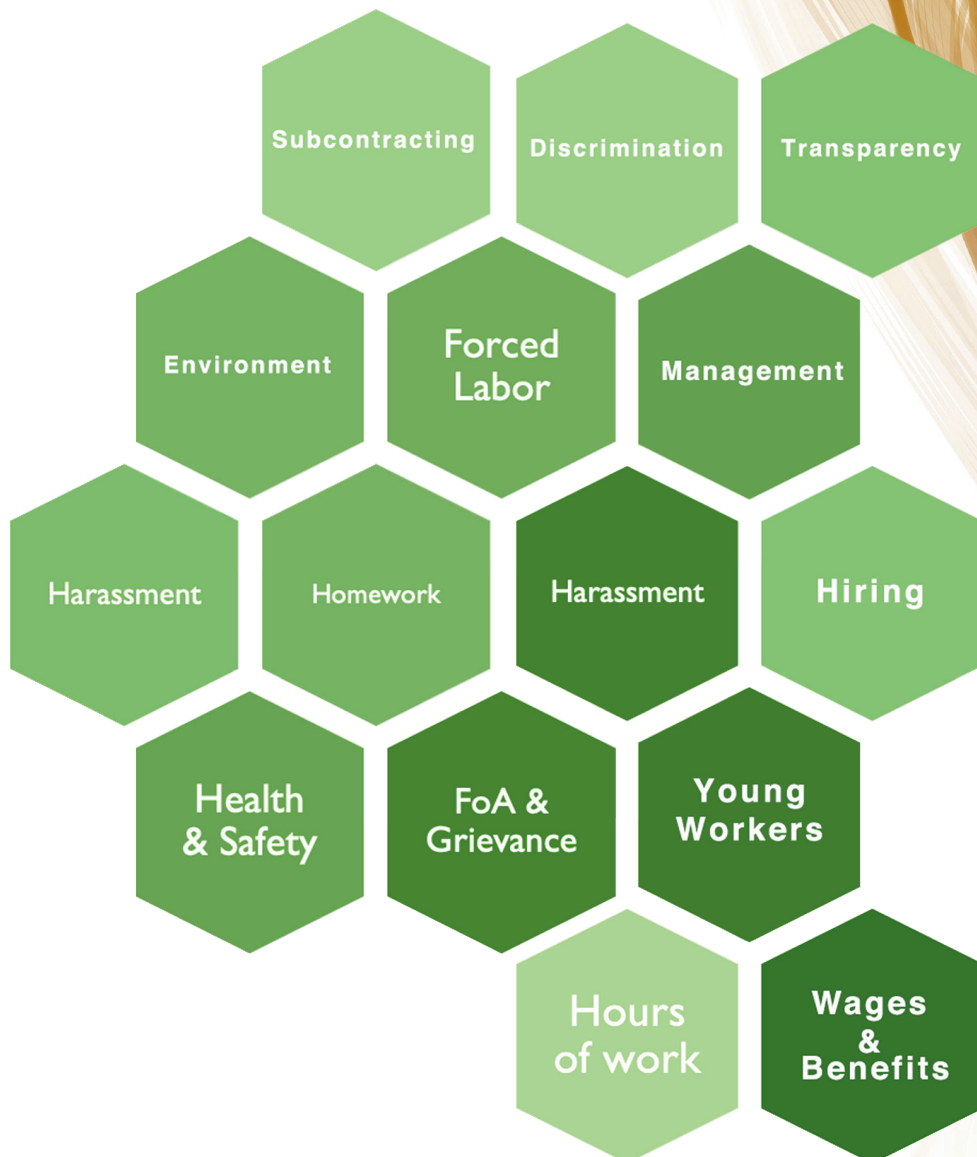 Subcontracting
Discrimination
Transparency
Environment
Forced
Labor
Management
Harassment
Homework
Harassment
Hiring
Health
& Safety
FoA &
Grievance
Young
Workers
Hours
of work
Wages
&
Benefits